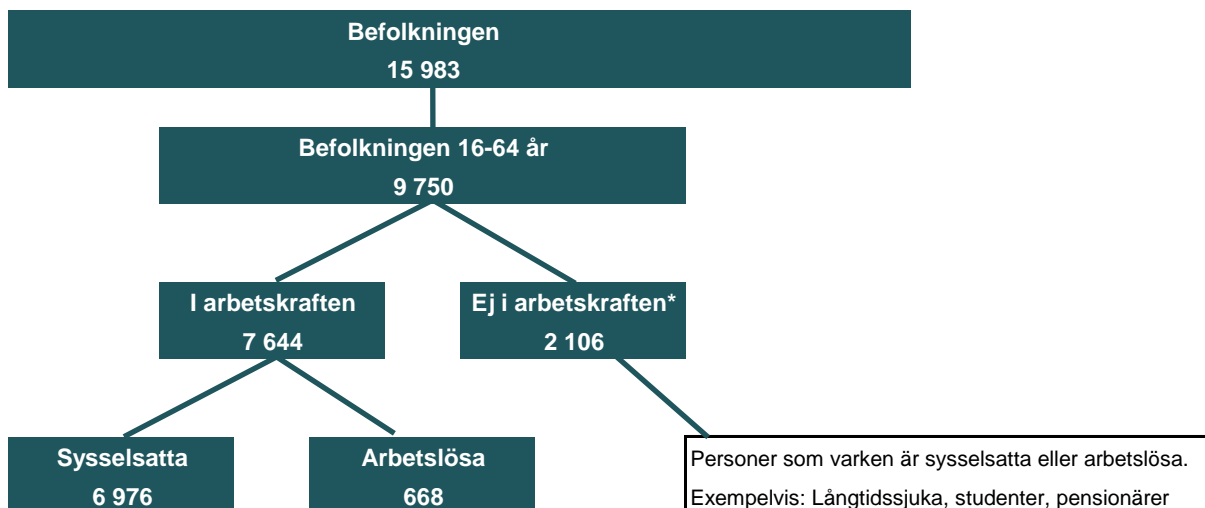 Befolkningen
15 983
Befolkningen 16-64 år
9 750
I arbetskraften
7 644
Ej i arbetskraften*
2 106
Sysselsatta
6 976
Arbetslösa
668
Personer som varken är sysselsatta eller arbetslösa.
Exempelvis: Långtidssjuka, studenter, pensionärer